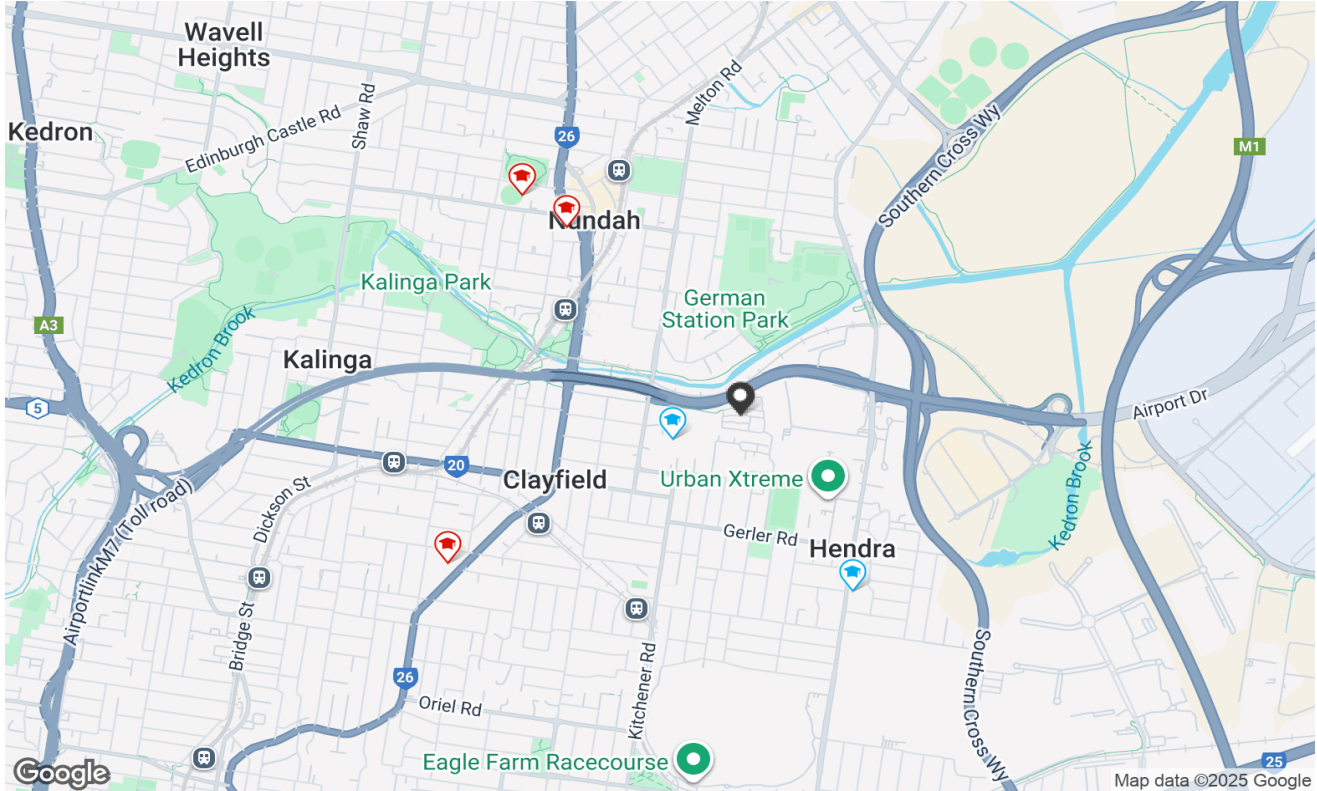 Wavell
Heights
Kedron
Edinburgh Castle Rd
Shaw Rd
26
Melton Rd
Southern Cross Wy
M1
Nundah
Kalinga Park
German
Station Park
A3
Kedron Brook
Kalinga
5
Airport Dr
AirportlinkM7 (Toll road)
Dickson St
20
Clayfield
Urban Xtreme
Gerler Rd
Hendra
Kedron Brook
Bridge St
26
Oriel Rd
Kitchener Rd
Southern Cross Wy
Eagle Farm Racecourse
25
Google
Map data ©2025 Google